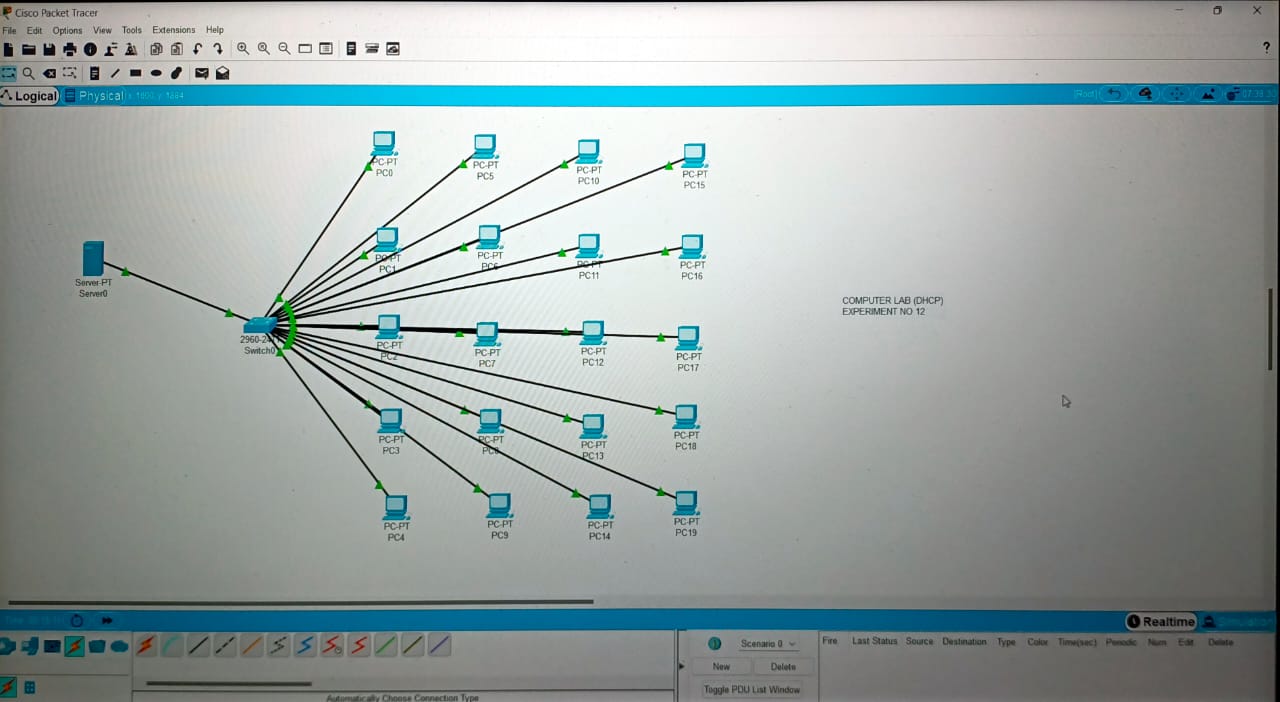 Cisco Packet Tracer
File Edit Options View Tools Extensions Help
?
Logical Physical x: 1600, y: 1884
[Root]
PC-PT
PC0
PC-PT
PC5
PC-PT
PC10
PC-PT
PC15
PC-PT
PC1
PC-PT
PC6
PC-PT
PC11
PC-PT
PC16
Server-PT
Server0
COMPUTER LAB (DHCP)
EXPERIMENT NO 12
2960-24
Switch0
PC-PT
PC2
PC-PT
PC7
PC-PT
PC12
PC-PT
PC17
PC-PT
PC3
PC-PT
PC8
PC-PT
PC13
PC-PT
PC18
PC-PT
PC4
PC-PT
PC9
PC-PT
PC14
PC-PT
PC19
Realtime Simulation
Scenario 0
New Delete
Toggle PDU List Window
Fire Last Status Source Destination Type Color Time(sec) Periodic Num Edit Delete
Automatically Choose Connection Type